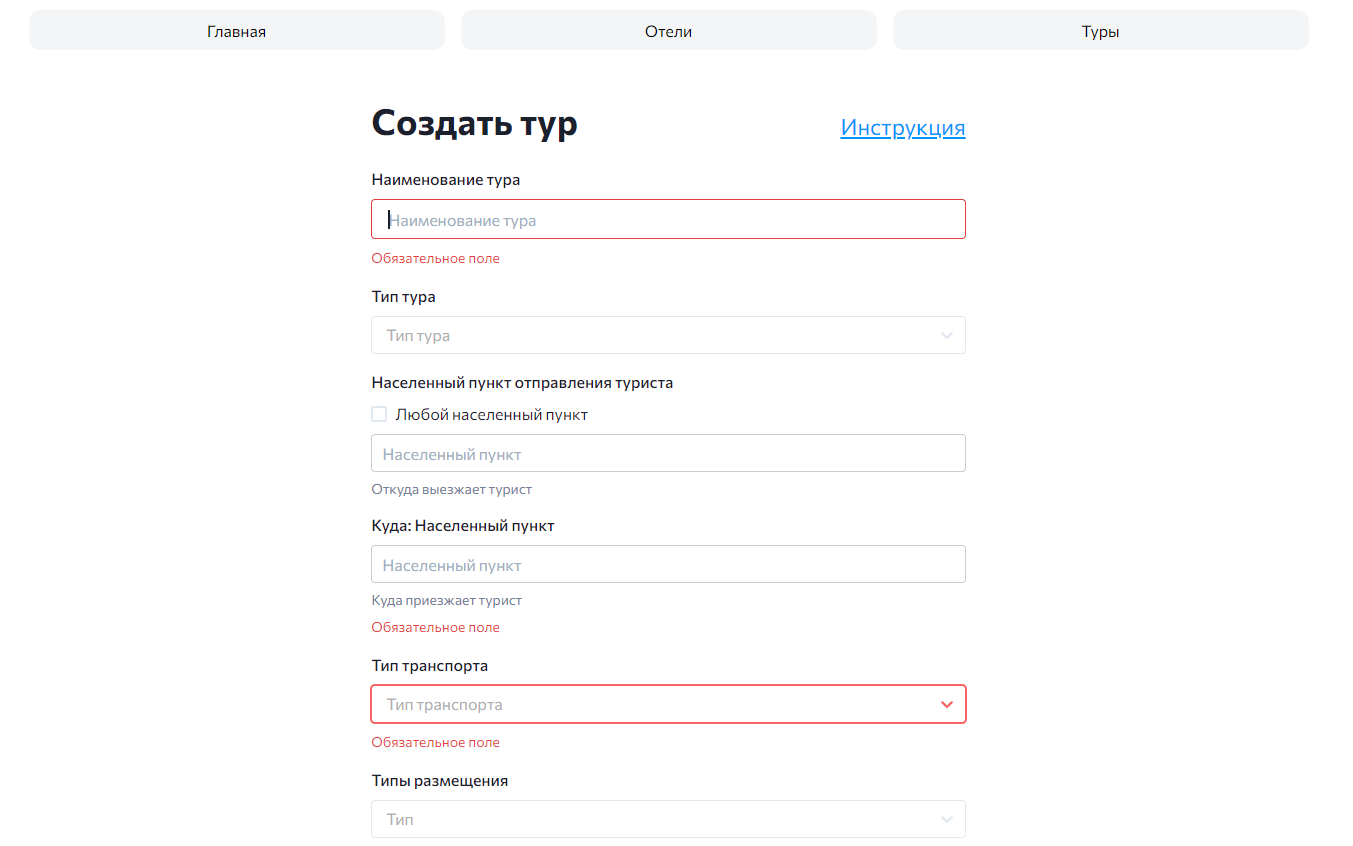 Главная
Отели
Туры
Создать тур
Инструкция
Наименование тура
Наименование тура
Обязательное поле
Тип тура
Тип тура
Населенный пункт отправления туриста
Любой населенный пункт
Населенный пункт
Откуда выезжает турист
Куда: Населенный пункт
Населенный пункт
Куда приезжает турист
Обязательное поле
Тип транспорта
Тип транспорта
Обязательное поле
Типы размещения
Тип